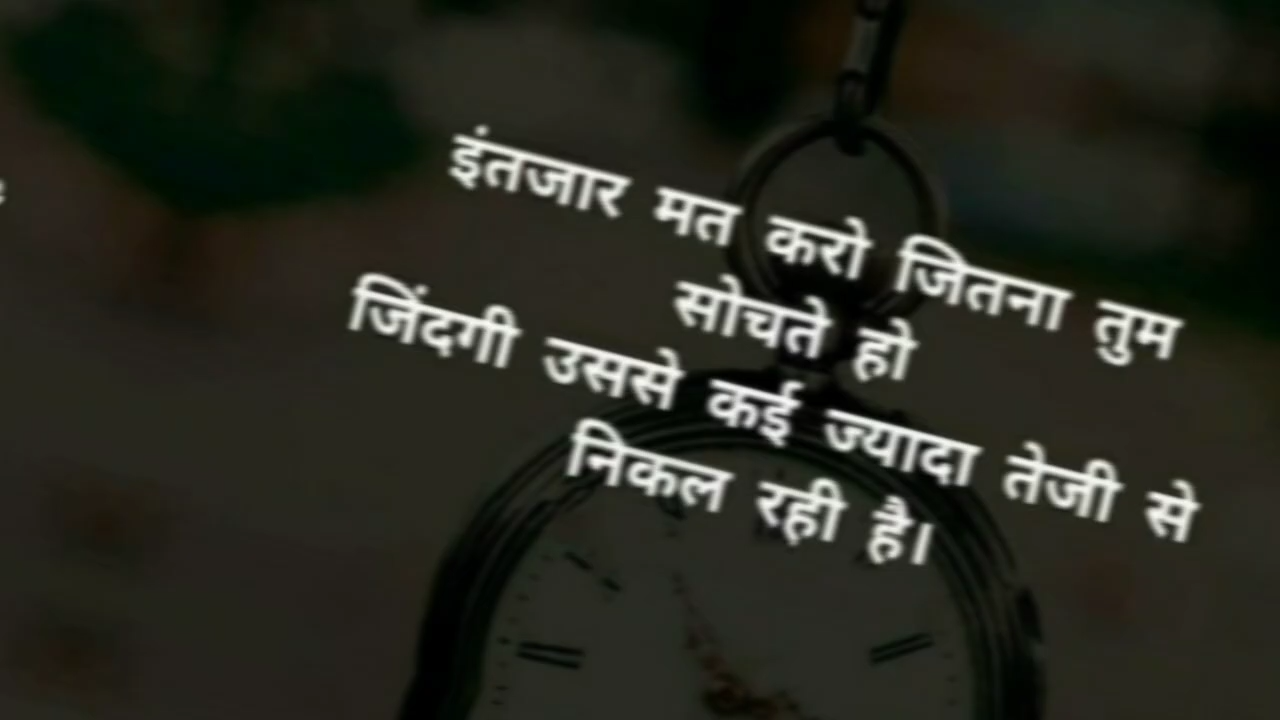 इंतजार मत करो जितना तुम
सोचते हो
जिंदगी उससे कई ज्यादा तेजी से
निकल रही है।